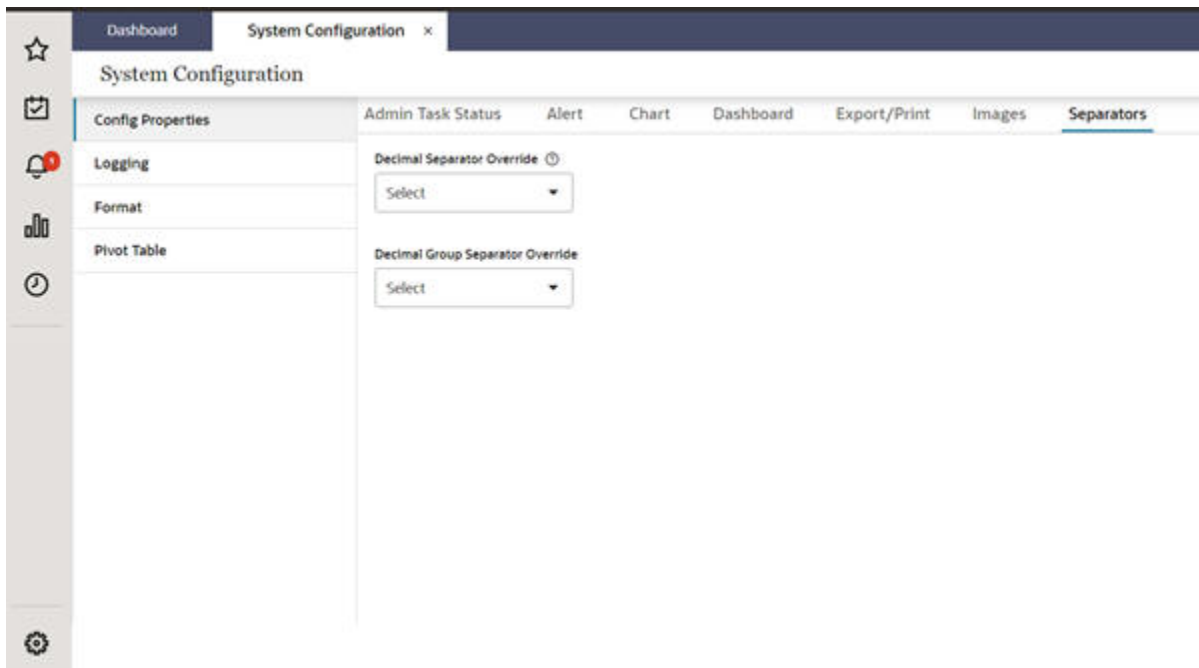 Dashboard System Configuration ×
System Configuration
Config Properties
Logging
Format
Pivot Table
Admin Task Status Alert Chart Dashboard Export/Print Images Separators
Decimal Separator Override
Select
Decimal Group Separator Override
Select